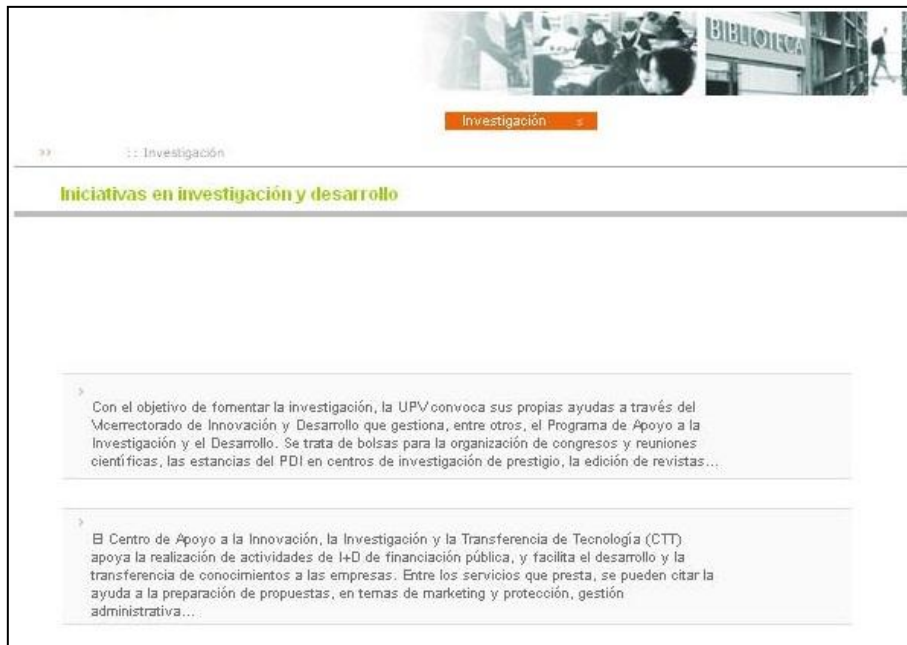 BIBLIOTECA
Investigación s
>> :: Investigación
Iniciativas en investigación y desarrollo
>
Con el objetivo de fomentar la investigación, la UPV convoca sus propias ayudas a través del
Vicerrectorado de Innovación y Desarrollo que gestiona, entre otros, el Programa de Apoyo a la
Investigación y el Desarrollo. Se trata de bolsas para la organización de congresos y reuniones
científicas, las estancias del PDI en centros de investigación de prestigio, la edición de revistas...
>
El Centro de Apoyo a la Innovación, la Investigación y la Transferencia de Tecnología (CTT)
apoya la realización de actividades de I+D de financiación pública, y facilita el desarrollo y la
transferencia de conocimientos a las empresas. Entre los servicios que presta, se pueden citar la
ayuda a la preparación de propuestas, en temas de marketing y protección, gestión
administrativa...